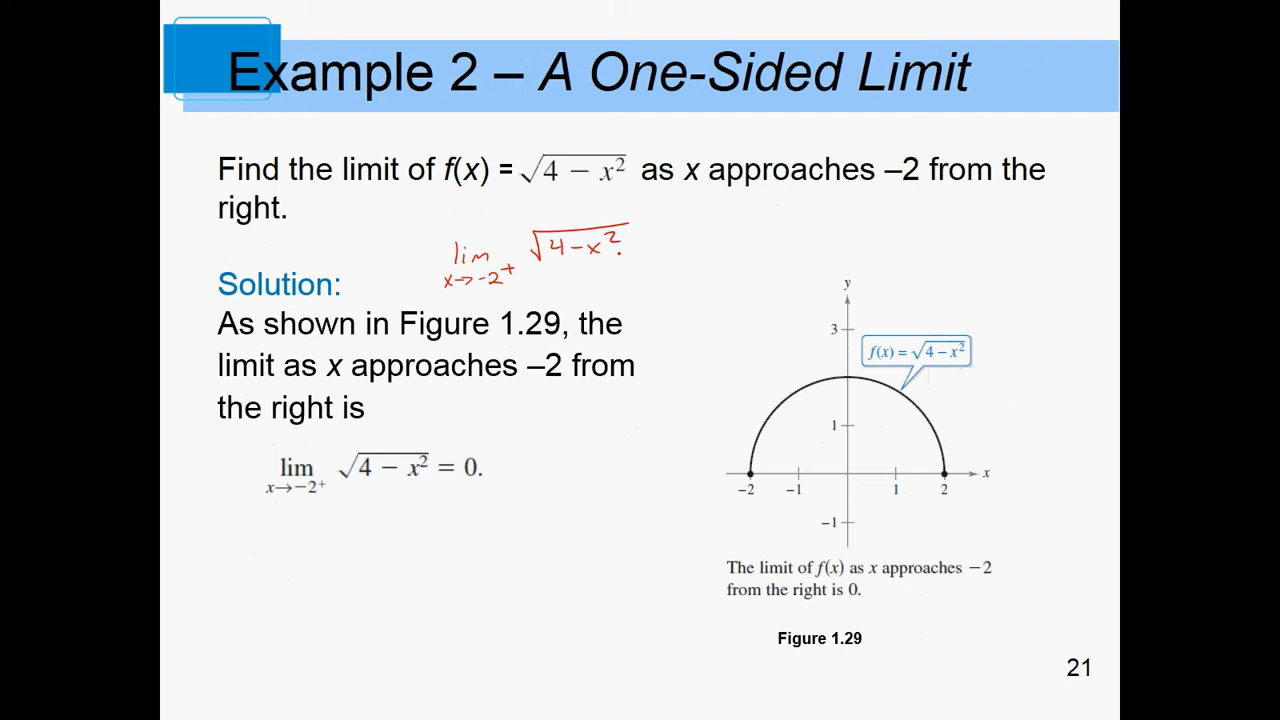 Example 2 – A One-Sided Limit
Find the limit of f(x) = √(4 − x²) as x approaches –2 from the
right.
lim √(4−x²)
x→-2⁺
Solution:
As shown in Figure 1.29, the
limit as x approaches –2 from
the right is
lim √(4 − x²) = 0.
x→−2⁺
y
3
f(x) = √(4 − x²)
1
x
−2 −1 1 2
−1
The limit of f(x) as x approaches −2
from the right is 0.
Figure 1.29
21